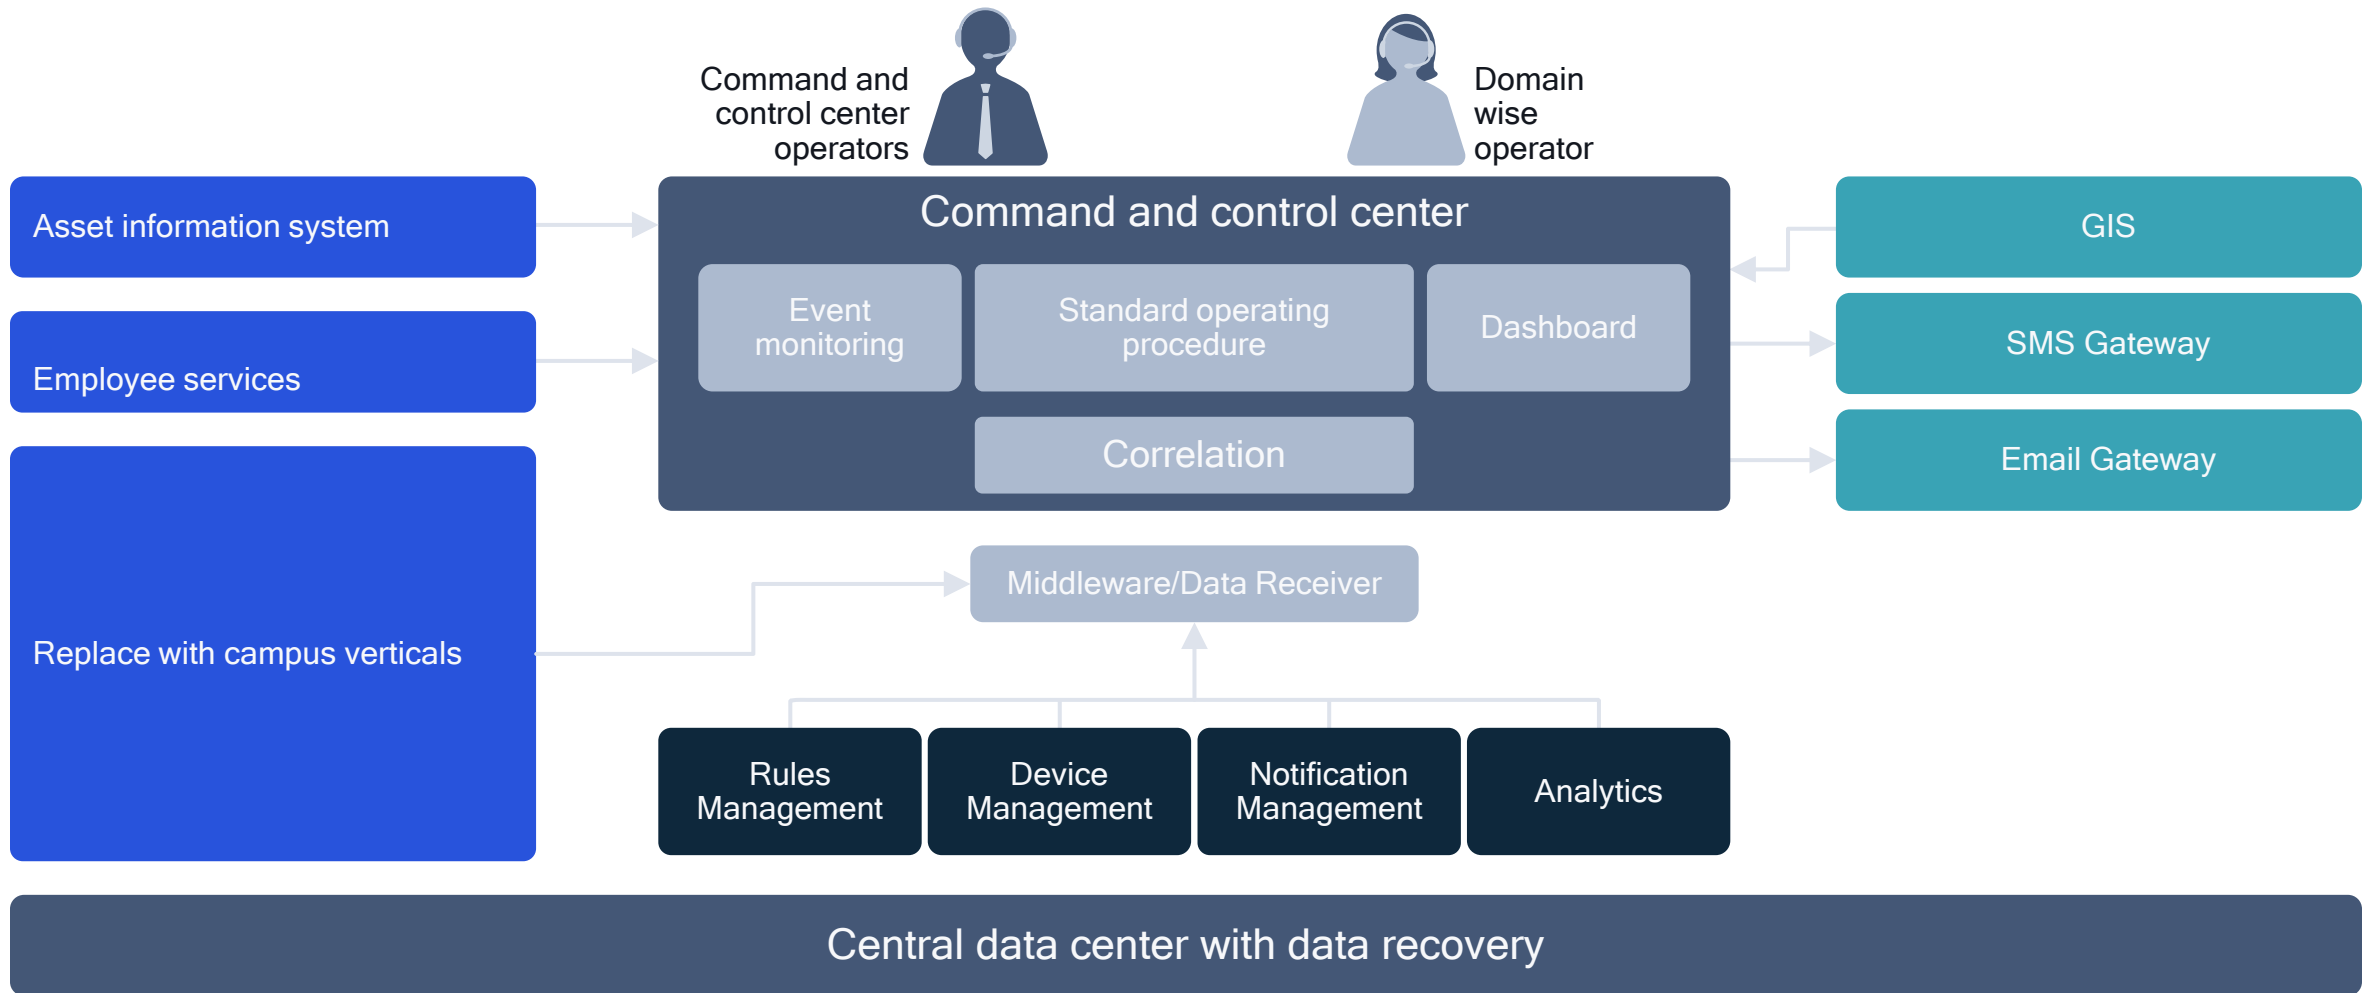 Command and
control center
operators
Domain
wise
operator
Asset information system
Employee services
Replace with campus verticals
Command and control center
Event
monitoring
Standard operating
procedure
Dashboard
Correlation
GIS
SMS Gateway
Email Gateway
Middleware/Data Receiver
Rules
Management
Device
Management
Notification
Management
Analytics
Central data center with data recovery